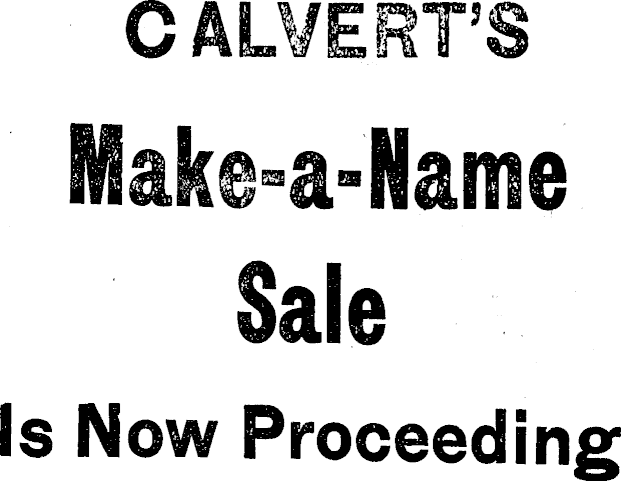 CALVERT'S
Make-a-Name
Sale
Is Now Proceeding